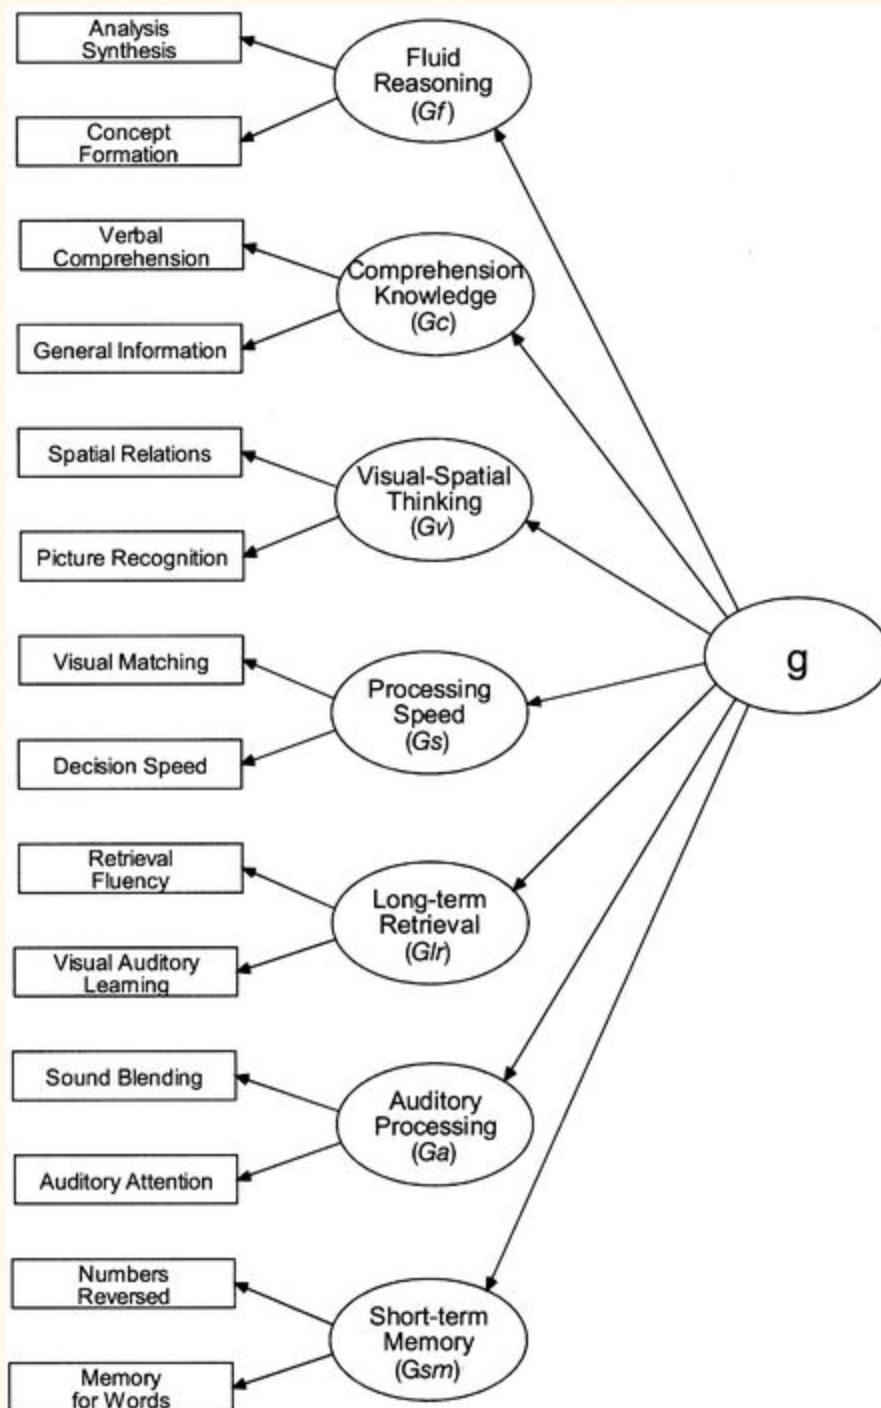 Analysis
Synthesis
Concept
Formation
Fluid
Reasoning
(Gf)
Verbal
Comprehension
General Information
Comprehension
Knowledge
(Gc)
Spatial Relations
Picture Recognition
Visual-Spatial
Thinking
(Gv)
Visual Matching
Decision Speed
Processing
Speed
(Gs)
Retrieval
Fluency
Visual Auditory
Learning
Long-term
Retrieval
(Glr)
Sound Blending
Auditory Attention
Auditory
Processing
(Ga)
Numbers
Reversed
Memory
for Words
Short-term
Memory
(Gsm)
g